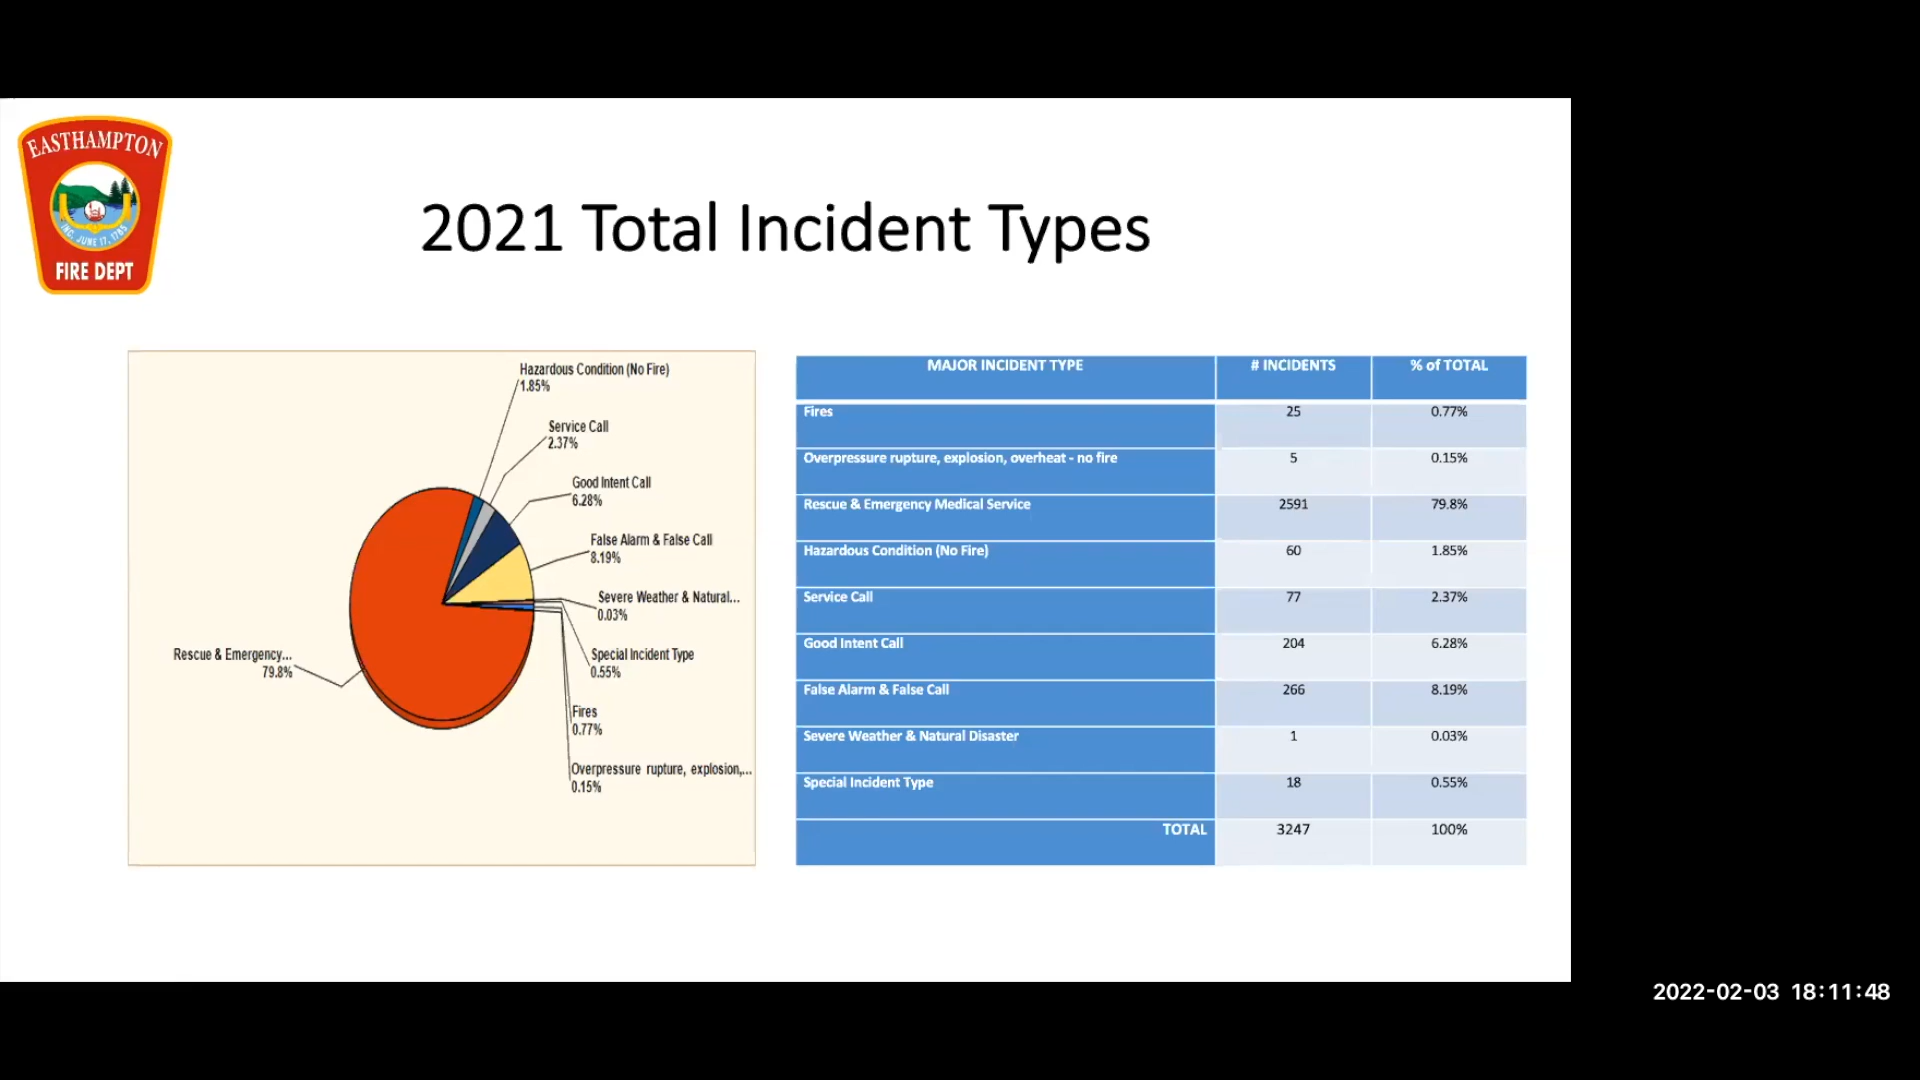 EASTHAMPTON
INC. JUNE 17, 1785
FIRE DEPT
2021 Total Incident Types
Hazardous Condition (No Fire)
1.85%
Service Call
2.37%
Good Intent Call
6.28%
False Alarm & False Call
8.19%
Severe Weather & Natural...
0.03%
Rescue & Emergency...
79.8%
Special Incident Type
0.55%
Fires
0.77%
Overpressure rupture, explosion,...
0.15%
MAJOR INCIDENT TYPE # INCIDENTS % of TOTAL
Fires 25 0.77%
Overpressure rupture, explosion, overheat - no fire 5 0.15%
Rescue & Emergency Medical Service 2591 79.8%
Hazardous Condition (No Fire) 60 1.85%
Service Call 77 2.37%
Good Intent Call 204 6.28%
False Alarm & False Call 266 8.19%
Severe Weather & Natural Disaster 1 0.03%
Special Incident Type 18 0.55%
TOTAL 3247 100%
2022-02-03 18:11:48